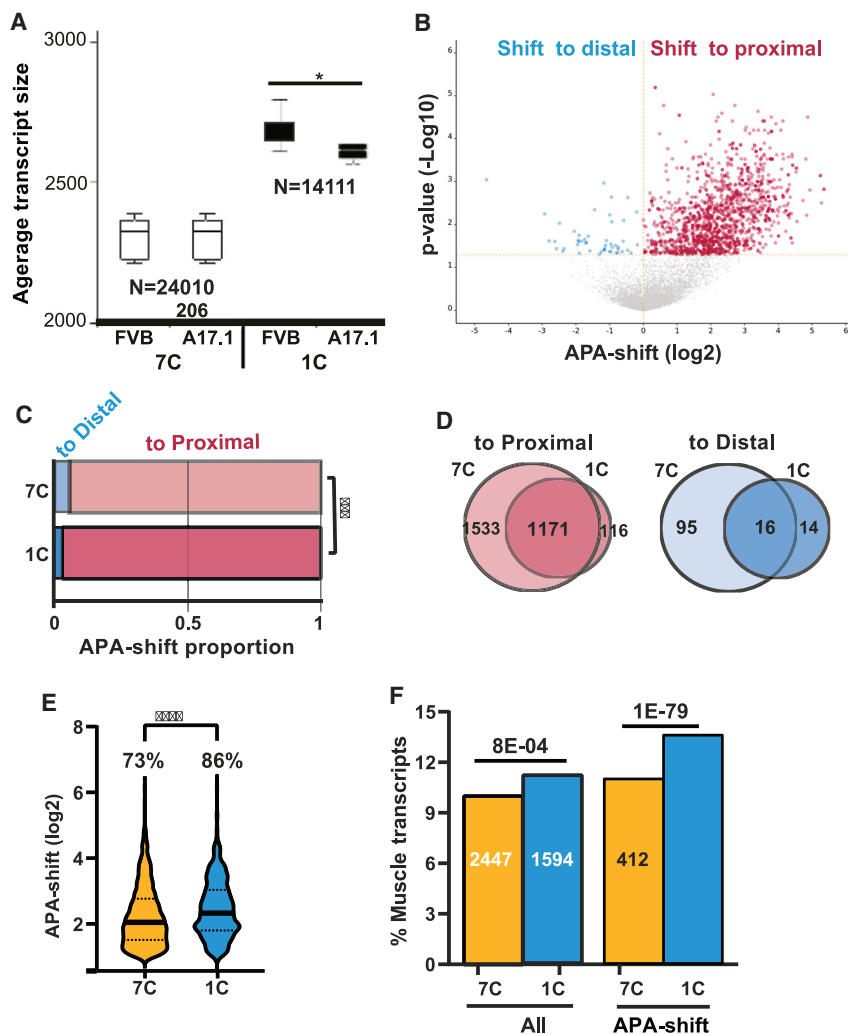 A
3000
2500
2000
Agerage transcript size
*
N=14111
N=24010
206
FVB A17.1 FVB A17.1
7C 1C
B
Shift to distal Shift to proximal
6
5
4
3
2
1
0
p-value (-Log10)
-5 -4 -3 -2 -1 0 1 2 3 4 5 6
APA-shift (log2)
C
to Distal
to Proximal
7C
1C
0 0.5 1
APA-shift proportion
D
to Proximal to Distal
7C 1C 7C 1C
1533 1171 116 95 16 14
E
8
6
4
2
APA-shift (log2)
73% 86%
7C 1C
F
15
12
9
6
3
0
% Muscle transcripts
8E-04
1E-79
2447 1594 412
7C 1C 7C 1C
All APA-shift